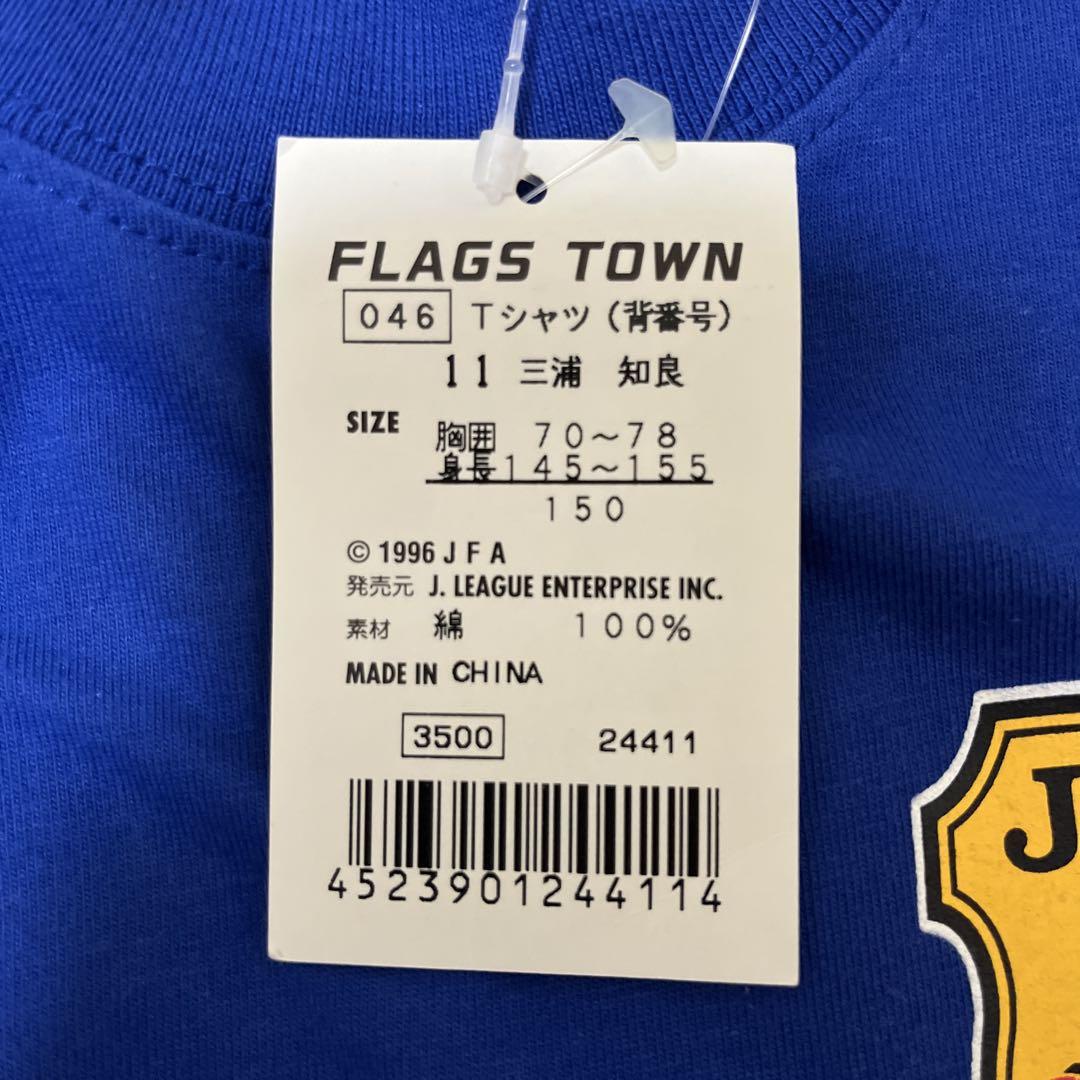 FLAGS TOWN
046 Tシャツ(背番号)
11 三浦 知良
SIZE 胸囲 70～78
身長145～155
150
© 1996 J F A
発売元 J. LEAGUE ENTERPRISE INC.
素材 綿 100%
MADE IN CHINA
3500 24411
4523901244114
J